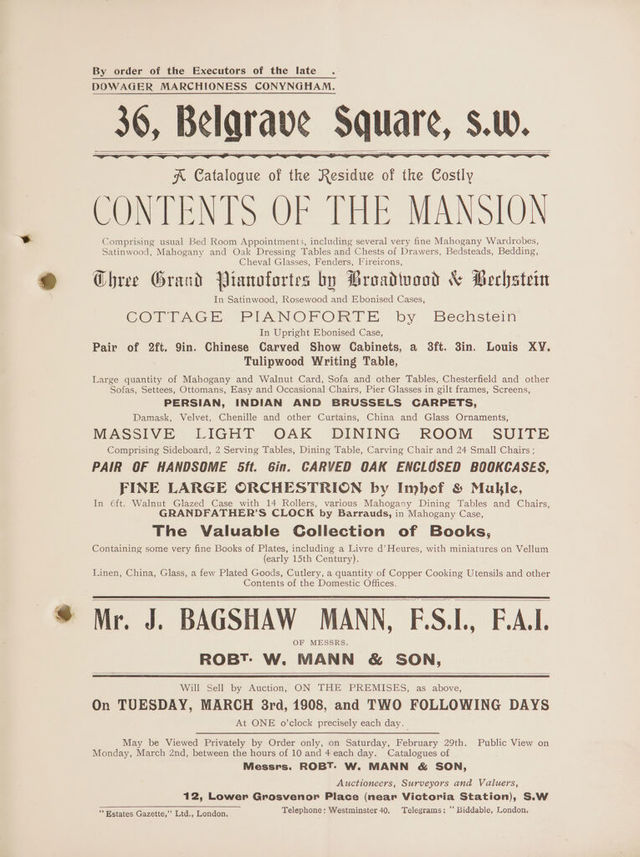 By order of the Executors of the late .
DOWAGER MARCHIONESS CONYNGHAM.
36, Belgrave Square, s.w.
A Catalogue of the Residue of the Costly
CONTENTS OF THE MANSION
Comprising usual Bed Room Appointments, including several very fine Mahogany Wardrobes,
Satinwood, Mahogany and Oak Dressing Tables and Chests of Drawers, Bedsteads, Bedding,
Cheval Glasses, Fenders, Fireirons,
Three Grand Pianofortes by Broadwood & Bechstein
In Satinwood, Rosewood and Ebonised Cases,
COTTAGE PIANOFORTE by Bechstein
In Upright Ebonised Case,
Pair of 2ft. 9in. Chinese Carved Show Cabinets, a 3ft. 3in. Louis XV.
Tulipwood Writing Table,
Large quantity of Mahogany and Walnut Card, Sofa and other Tables, Chesterfield and other
Sofas, Settees, Ottomans, Easy and Occasional Chairs, Pier Glasses in gilt frames, Screens,
PERSIAN, INDIAN AND BRUSSELS CARPETS,
Damask, Velvet, Chenille and other Curtains, China and Glass Ornaments,
MASSIVE LIGHT OAK DINING ROOM SUITE
Comprising Sideboard, 2 Serving Tables, Dining Table, Carving Chair and 24 Small Chairs;
PAIR OF HANDSOME 5ft. 6in. CARVED OAK ENCLOSED BOOKCASES,
FINE LARGE ORCHESTRION by Imhof & Mukle,
In 6ft. Walnut Glazed Case with 14 Rollers, various Mahogany Dining Tables and Chairs,
GRANDFATHER'S CLOCK by Barrauds, in Mahogany Case,
The Valuable Collection of Books,
Containing some very fine Books of Plates, including a Livre d'Heures, with miniatures on Vellum
(early 15th Century).
Linen, China, Glass, a few Plated Goods, Cutlery, a quantity of Copper Cooking Utensils and other
Contents of the Domestic Offices.
Mr. J. BAGSHAW MANN, F.S.I., F.A.I.
OF MESSRS.
ROBT. W. MANN & SON,
Will Sell by Auction, ON THE PREMISES, as above,
On TUESDAY, MARCH 3rd, 1908, and TWO FOLLOWING DAYS
At ONE o'clock precisely each day.
May be Viewed Privately by Order only, on Saturday, February 29th. Public View on
Monday, March 2nd, between the hours of 10 and 4 each day. Catalogues of
Messrs. ROBT. W. MANN & SON,
Auctioneers, Surveyors and Valuers,
12, Lower Grosvenor Place (near Victoria Station), S.W
"Estates Gazette," Ltd., London. Telephone: Westminster 40. Telegrams: "Biddable, London.